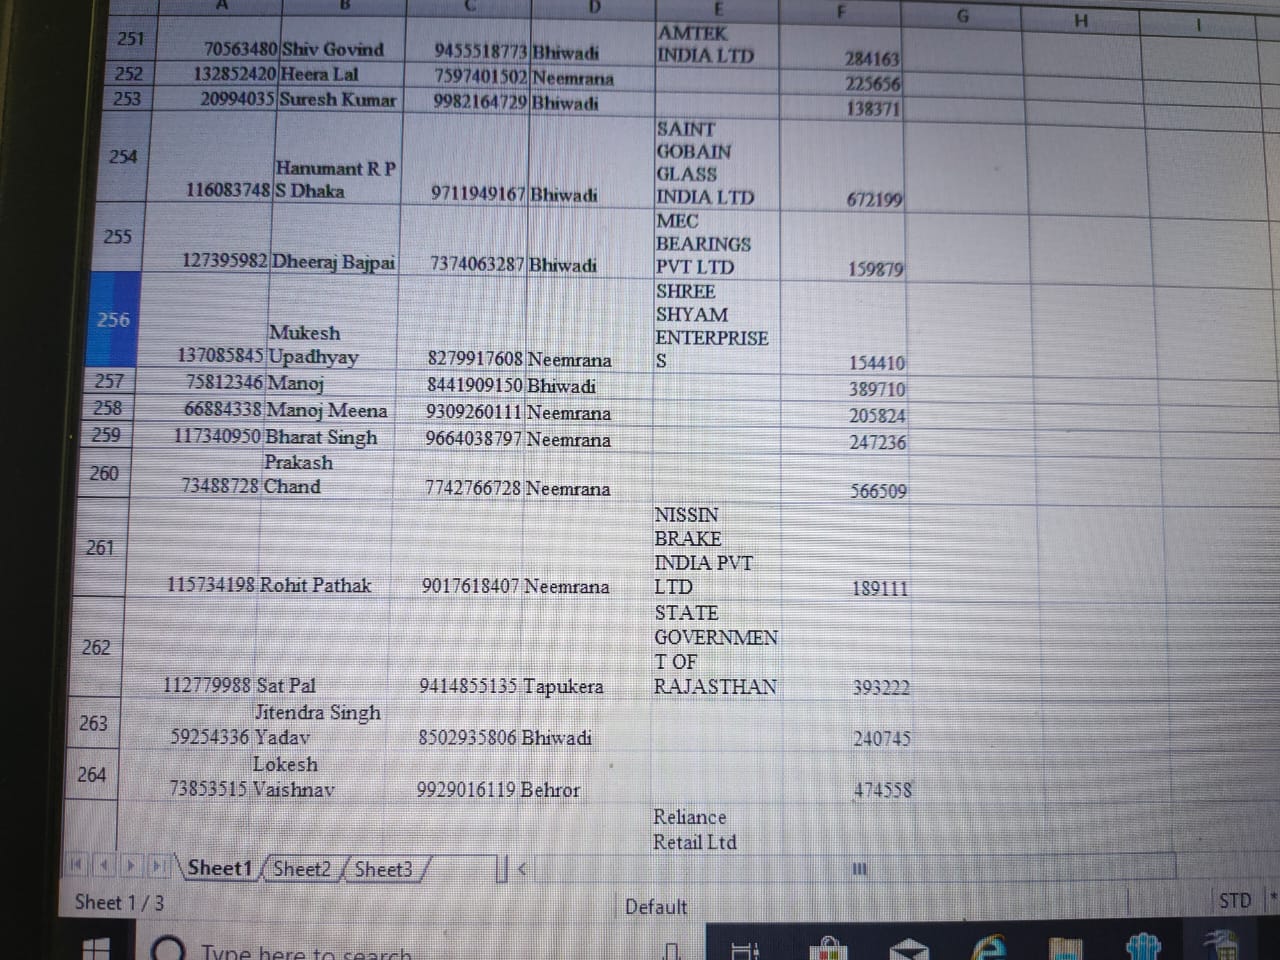 A B C D E F G H I
251 70563480 Shiv Govind 9455518773 Bhiwadi AMTEK INDIA LTD 284163
252 132852420 Heera Lal 7597401502 Neemrana 225656
253 20994035 Suresh Kumar 9982164729 Bhiwadi 138371
254 116083748 Hanumant R P S Dhaka 9711949167 Bhiwadi SAINT GOBAIN GLASS INDIA LTD 672199
255 127395982 Dheeraj Bajpai 7374063287 Bhiwadi MEC BEARINGS PVT LTD 159879
256 137085845 Mukesh Upadhyay 8279917608 Neemrana SHREE SHYAM ENTERPRISE S 154410
257 75812346 Manoj 8441909150 Bhiwadi 389710
258 66884338 Manoj Meena 9309260111 Neemrana 205824
259 117340950 Bharat Singh 9664038797 Neemrana 247236
260 73488728 Prakash Chand 7742766728 Neemrana 566509
261 115734198 Rohit Pathak 9017618407 Neemrana NISSIN BRAKE INDIA PVT LTD 189111
262 112779988 Sat Pal 9414855135 Tapukera STATE GOVERNMEN T OF RAJASTHAN 393222
263 59254336 Jitendra Singh Yadav 8502935806 Bhiwadi 240745
264 73853515 Lokesh Vaishnav 9929016119 Behror 474558
Reliance
Retail Ltd
Sheet1 Sheet2 Sheet3
Sheet 1 / 3 Default STD *
Type here to search